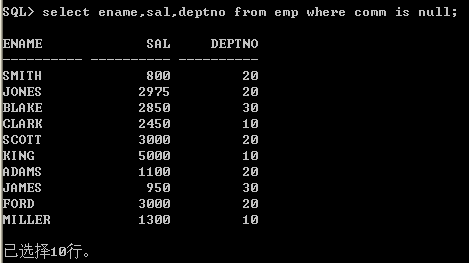 SQL> select ename,sal,deptno from emp where comm is null;
ENAME SAL DEPTNO
---------- ---------- ----------
SMITH 800 20
JONES 2975 20
BLAKE 2850 30
CLARK 2450 10
SCOTT 3000 20
KING 5000 10
ADAMS 1100 20
JAMES 950 30
FORD 3000 20
MILLER 1300 10
已选择10行。